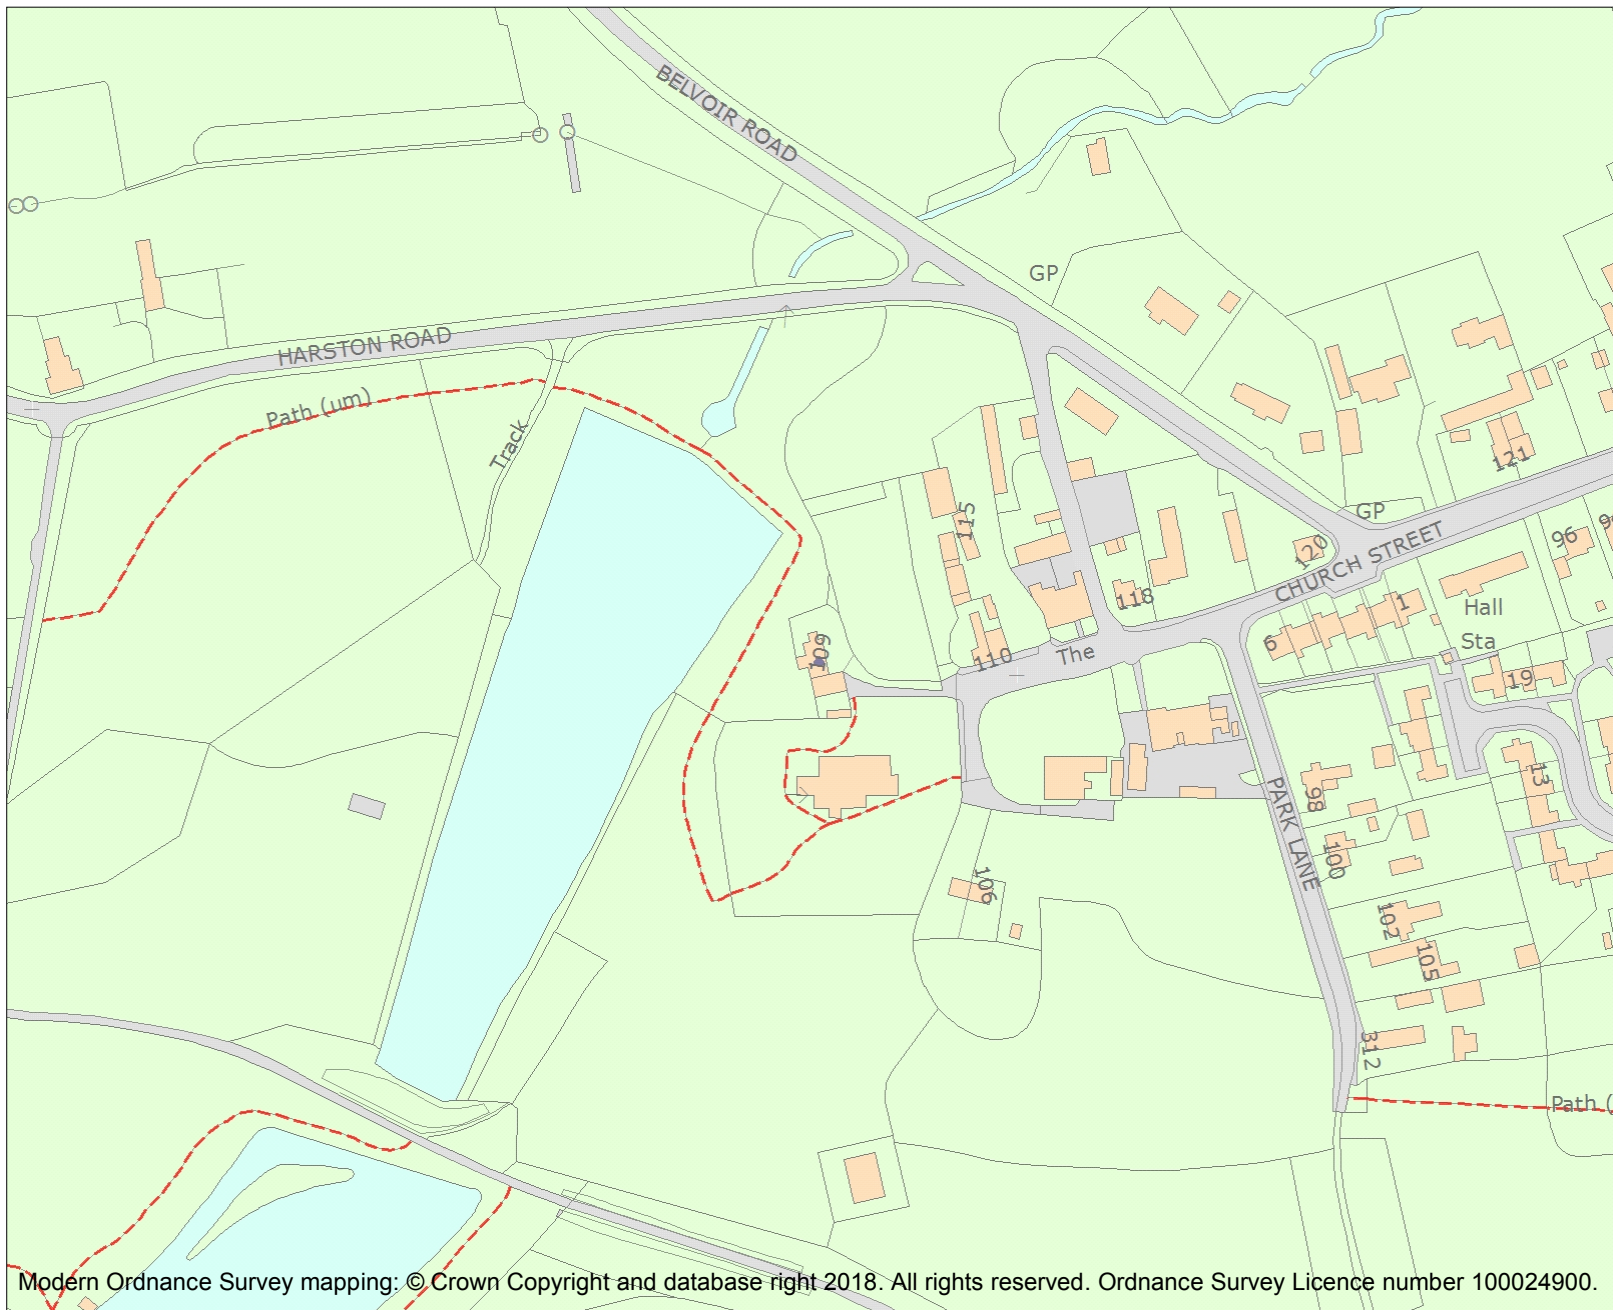 BELVOIR ROAD
GP
HARSTON ROAD
Path (um)
Track
115
121
GP
120
CHURCH STREET
96
118
1
Hall
6
Sta
109
110
The
19
13
98
PARK LANE
100
106
102
105
312
Path (
Modern Ordnance Survey mapping: © Crown Copyright and database right 2018. All rights reserved. Ordnance Survey Licence number 100024900.